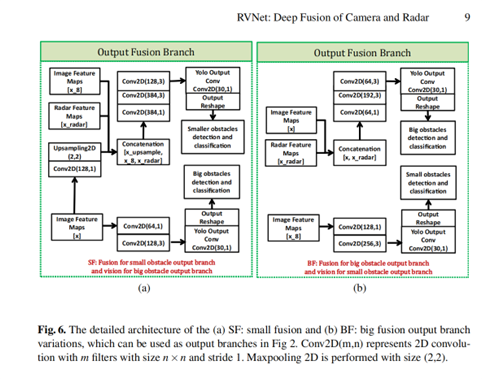 RVNet: Deep Fusion of Camera and Radar 9
Output Fusion Branch
Image Feature
Maps
[x_8]
Radar Feature
Maps
[x_radar]
Upsampling2D
(2,2)
Conv2D(128,1)
Image Feature
Maps
[x]
Conv2D(128,3)
Conv2D(384,3)
Conv2D(384,1)
Concatenation
[x_upsample,
x_8, x_radar]
Conv2D(64,1)
Conv2D(128,3)
Yolo Output
Conv
Conv2D(30,1)
Output
Reshape
Smaller obstacles
detection and
classification
Big obstacles
detection and
classification
Output
Reshape
Yolo Output
Conv
Conv2D(30,1)
SF: Fusion for small obstacle output branch
and vision for big obstacle output branch
(a)
Output Fusion Branch
Image Feature
Maps
[x]
Radar Feature
Maps
[x_radar]
Image Feature
Maps
[x_8]
Conv2D(64,3)
Conv2D(192,3)
Conv2D(64,1)
Concatenation
[x, x_radar]
Conv2D(128,1)
Conv2D(256,3)
Yolo Output
Conv
Conv2D(30,1)
Output
Reshape
Big obstacles
detection and
classification
Small obstacles
detection and
classification
Output
Reshape
Yolo Output
Conv
Conv2D(30,1)
BF: Fusion for big obstacle output branch
and vision for small obstacle output branch
(b)
Fig. 6. The detailed architecture of the (a) SF: small fusion and (b) BF: big fusion output branch
variations, which can be used as output branches in Fig 2. Conv2D(m,n) represents 2D convolu-
tion with m filters with size n × n and stride 1. Maxpooling 2D is performed with size (2,2).